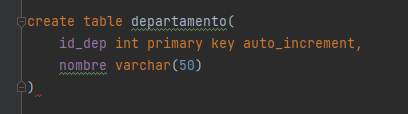 create table departamento(
    id_dep int primary key auto_increment,
    nombre varchar(50)
)